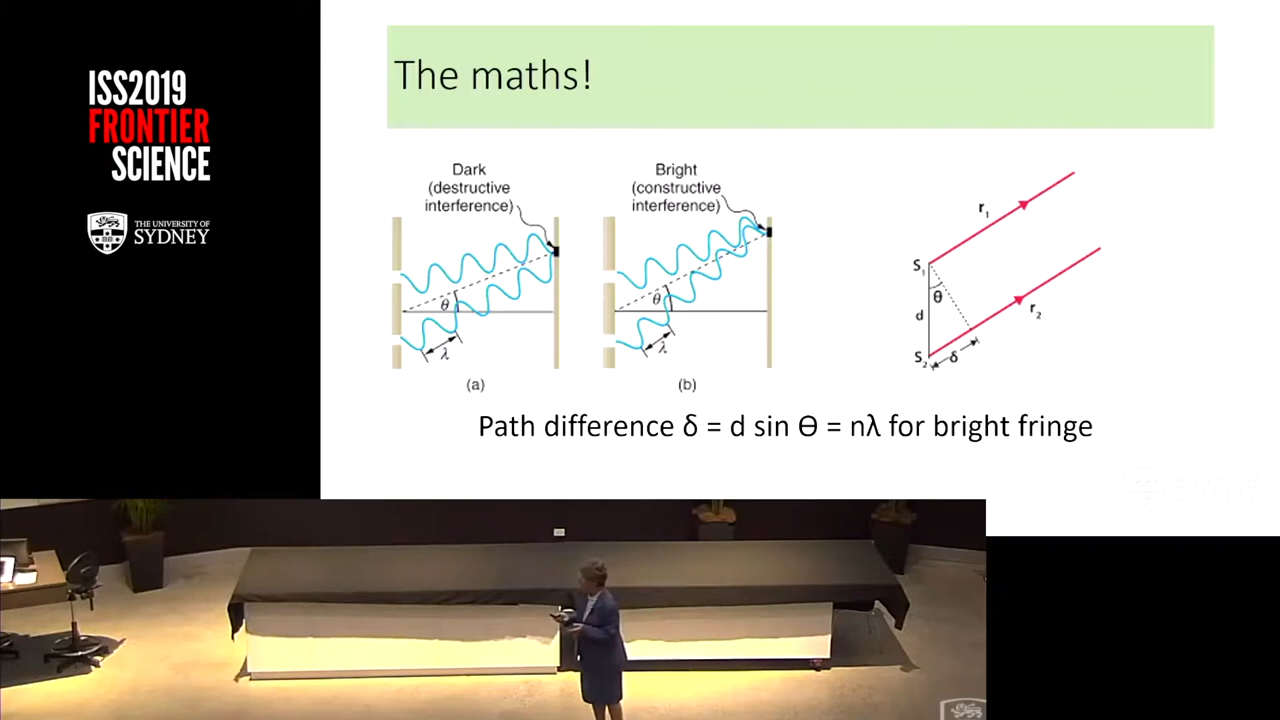 ISS2019
FRONTIER
SCIENCE
THE UNIVERSITY OF
SYDNEY
The maths!
Dark
(destructive
interference)
θ
λ
(a)
Bright
(constructive
interference)
θ
λ
(b)
r₁
S₁
θ
d
r₂
S₂
δ
Path difference δ = d sin Θ = nλ for bright fringe